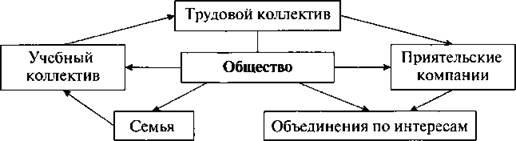 Трудовой коллектив
Учебный
коллектив
Общество
Приятельские
компании
Семья
Объединения по интересам